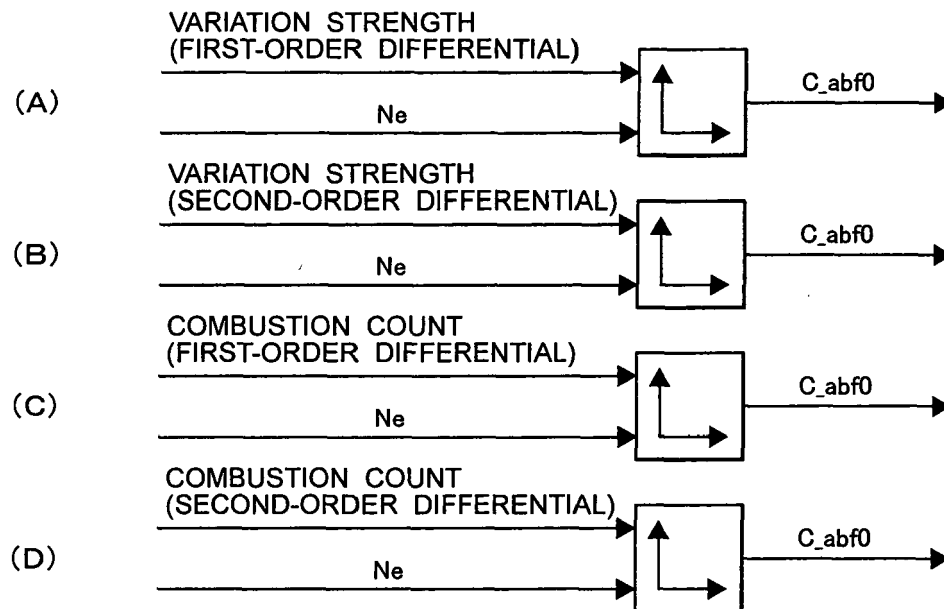 VARIATION STRENGTH
(FIRST-ORDER DIFFERENTIAL)
(A)
C_abf0
Ne
VARIATION STRENGTH
(SECOND-ORDER DIFFERENTIAL)
(B)
C_abf0
Ne
COMBUSTION COUNT
(FIRST-ORDER DIFFERENTIAL)
(C)
C_abf0
Ne
COMBUSTION COUNT
(SECOND-ORDER DIFFERENTIAL)
(D)
C_abf0
Ne